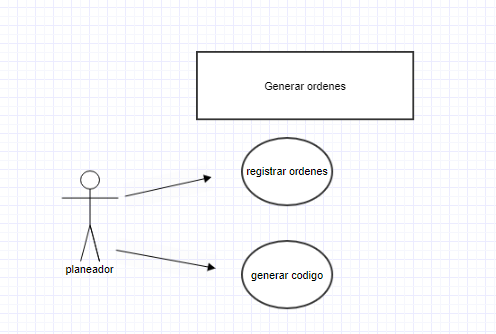 Generar ordenes
registrar ordenes
planeador
generar codigo